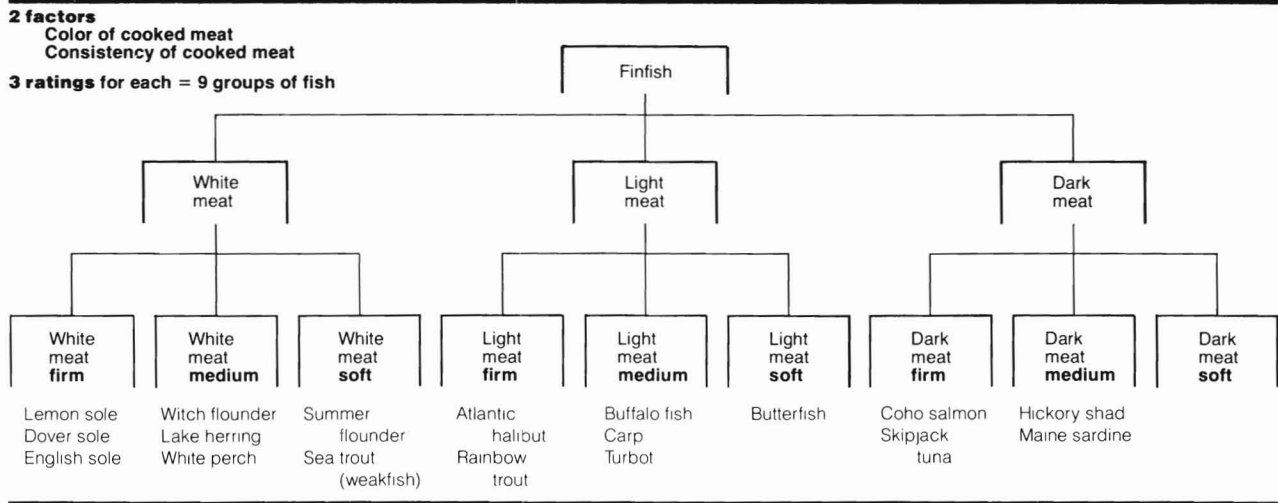 2 factors
Color of cooked meat
Consistency of cooked meat
3 ratings for each = 9 groups of fish
Finfish
White
meat
Light
meat
Dark
meat
White
meat
firm
White
meat
medium
White
meat
soft
Light
meat
firm
Light
meat
medium
Light
meat
soft
Dark
meat
firm
Dark
meat
medium
Dark
meat
soft
Lemon sole
Dover sole
English sole
Witch flounder
Lake herring
White perch
Summer
flounder
Sea trout
(weakfish)
Atlantic
halibut
Rainbow
trout
Buffalo fish
Carp
Turbot
Butterfish
Coho salmon
Skipjack
tuna
Hickory shad
Maine sardine